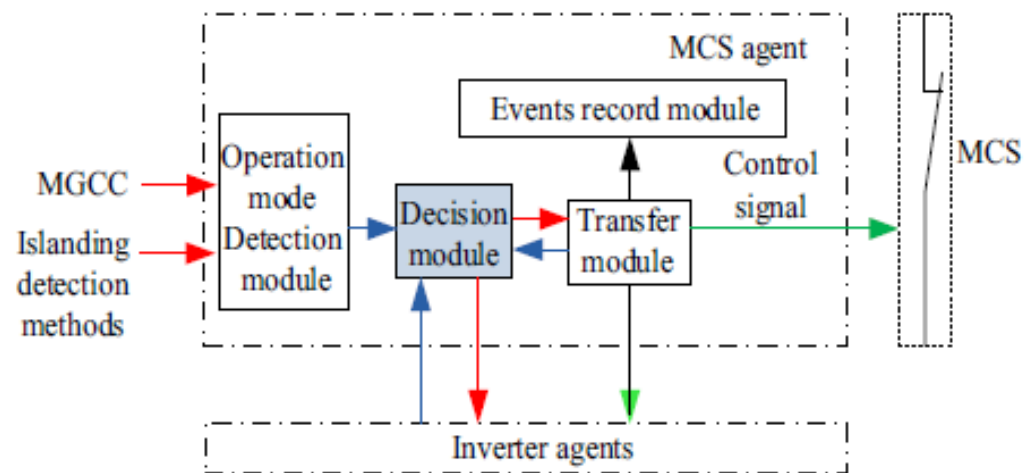 MCS agent
Events record module
Operation
mode
Detection
module
MGCC
Islanding
detection
methods
Decision
module
Transfer
module
Control
signal
MCS
Inverter agents